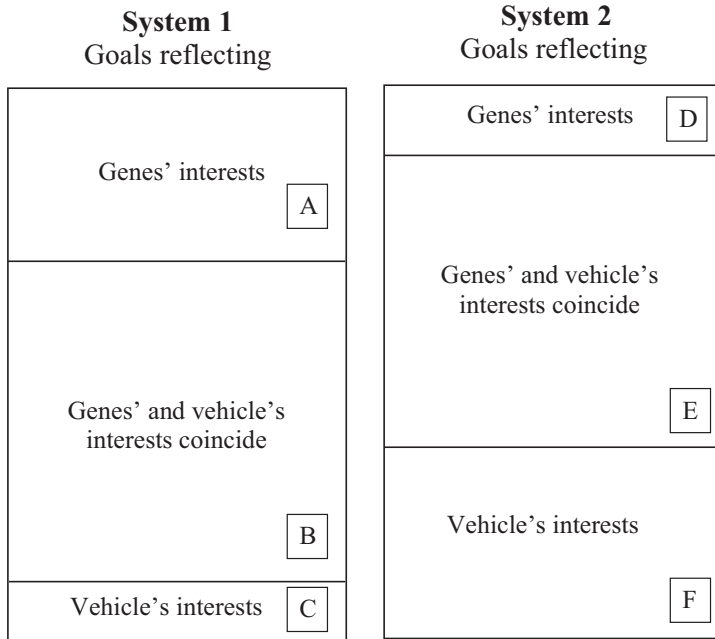 System 1
Goals reflecting
Genes’ interests
A
Genes’ and vehicle’s
interests coincide
B
Vehicle’s interests
C
System 2
Goals reflecting
Genes’ interests
D
Genes’ and vehicle’s
interests coincide
E
Vehicle’s interests
F